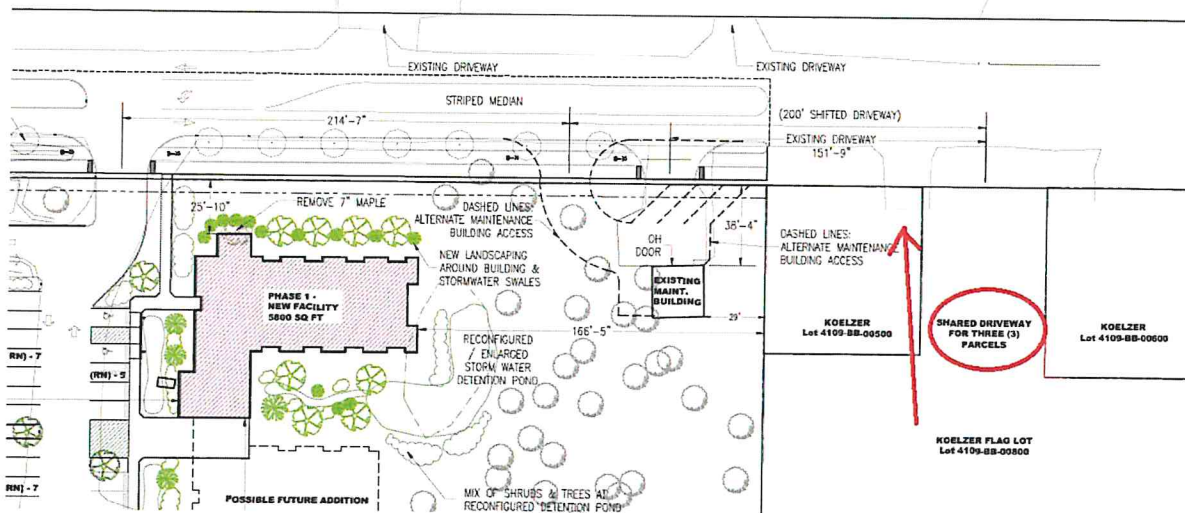 EXISTING DRIVEWAY
EXISTING DRIVEWAY
STRIPED MEDIAN
214'-7"
(200' SHIFTED DRIVEWAY)
EXISTING DRIVEWAY
151'-9"
25'-10"
REMOVE 7" MAPLE
DASHED LINES:
ALTERNATE MAINTENANCE
BUILDING ACCESS
38'-4"
DASHED LINES:
ALTERNATE MAINTENANCE
BUILDING ACCESS
OH
DOOR
NEW LANDSCAPING
AROUND BUILDING &
STORMWATER SWALES
EXISTING
MAINT.
BUILDING
PHASE 1 -
NEW FACILITY
5800 SQ FT
29'
166'-5"
KOELZER
Lot 4109-BB-00500
SHARED DRIVEWAY
FOR THREE (3)
PARCELS
KOELZER
Lot 4109-BB-00600
RECONFIGURED
ENLARGED
STORM WATER
DETENTION POND
RN) - 7
(RN) - 5
KOELZER FLAG LOT
Lot 4109-BB-00800
RN) - 7
POSSIBLE FUTURE ADDITION
MIX OF SHRUBS & TREES AT
RECONFIGURED DETENTION POND